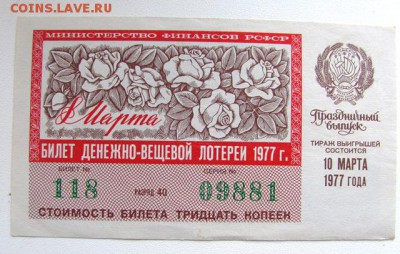 COINS.LAVE.RU
МИНИСТЕРСТВО ФИНАНСОВ РСФСР
8 Марта
БИЛЕТ ДЕНЕЖНО-ВЕЩЕВОЙ ЛОТЕРЕИ 1977 г.
БИЛЕТ № СЕРИЯ №
118 РАЗРЯД 40 09881
СТОИМОСТЬ БИЛЕТА ТРИДЦАТЬ КОПЕЕК
Праздничный
выпуск
ТИРАЖ ВЫИГРЫШЕЙ
СОСТОИТСЯ
10 МАРТА
1977 ГОДА